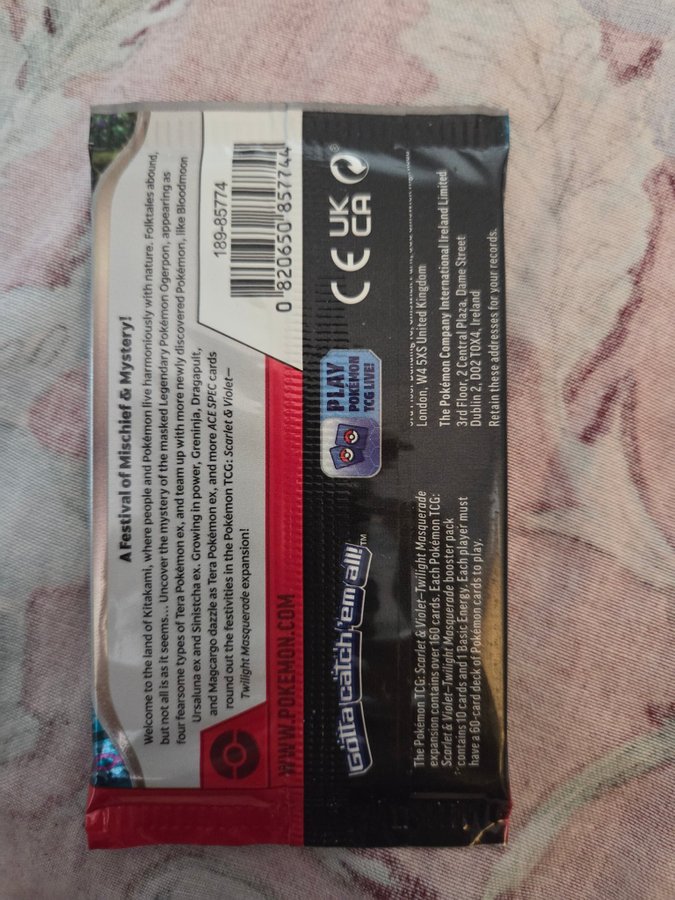 A Festival of Mischief & Mystery!
Welcome to the land of Kitakami, where people and Pokémon live harmoniously with nature. Folktales abound,
but not all is as it seems... Uncover the mystery of the masked Legendary Pokémon Ogerpon, appearing as
four fearsome types of Tera Pokémon ex, and team up with more newly discovered Pokémon, like Bloodmoon
Ursaluna ex and Sinistcha ex. Growing in power, Greninja, Dragapult,
and Magcargo dazzle as Tera Pokémon ex, and more ACE SPEC cards
round out the festivities in the Pokémon TCG: Scarlet & Violet—
Twilight Masquerade expansion!
189-85774
0 820650 857744
WWW.POKEMON.COM
Gotta catch 'em all!™
PLAY
POKÉMON
TCG LIVE!
CE UK
CA
The Pokémon TCG: Scarlet & Violet—Twilight Masquerade
expansion contains over 160 cards. Each Pokémon TCG:
Scarlet & Violet—Twilight Masquerade booster pack
contains 10 cards and 1 Basic Energy. Each player must
have a 60-card deck of Pokémon cards to play.
London, W4 5XS United Kingdom
The Pokémon Company International Ireland Limited
3rd Floor, 2 Central Plaza, Dame Street
Dublin 2, D02 T0X4, Ireland
Retain these addresses for your records.